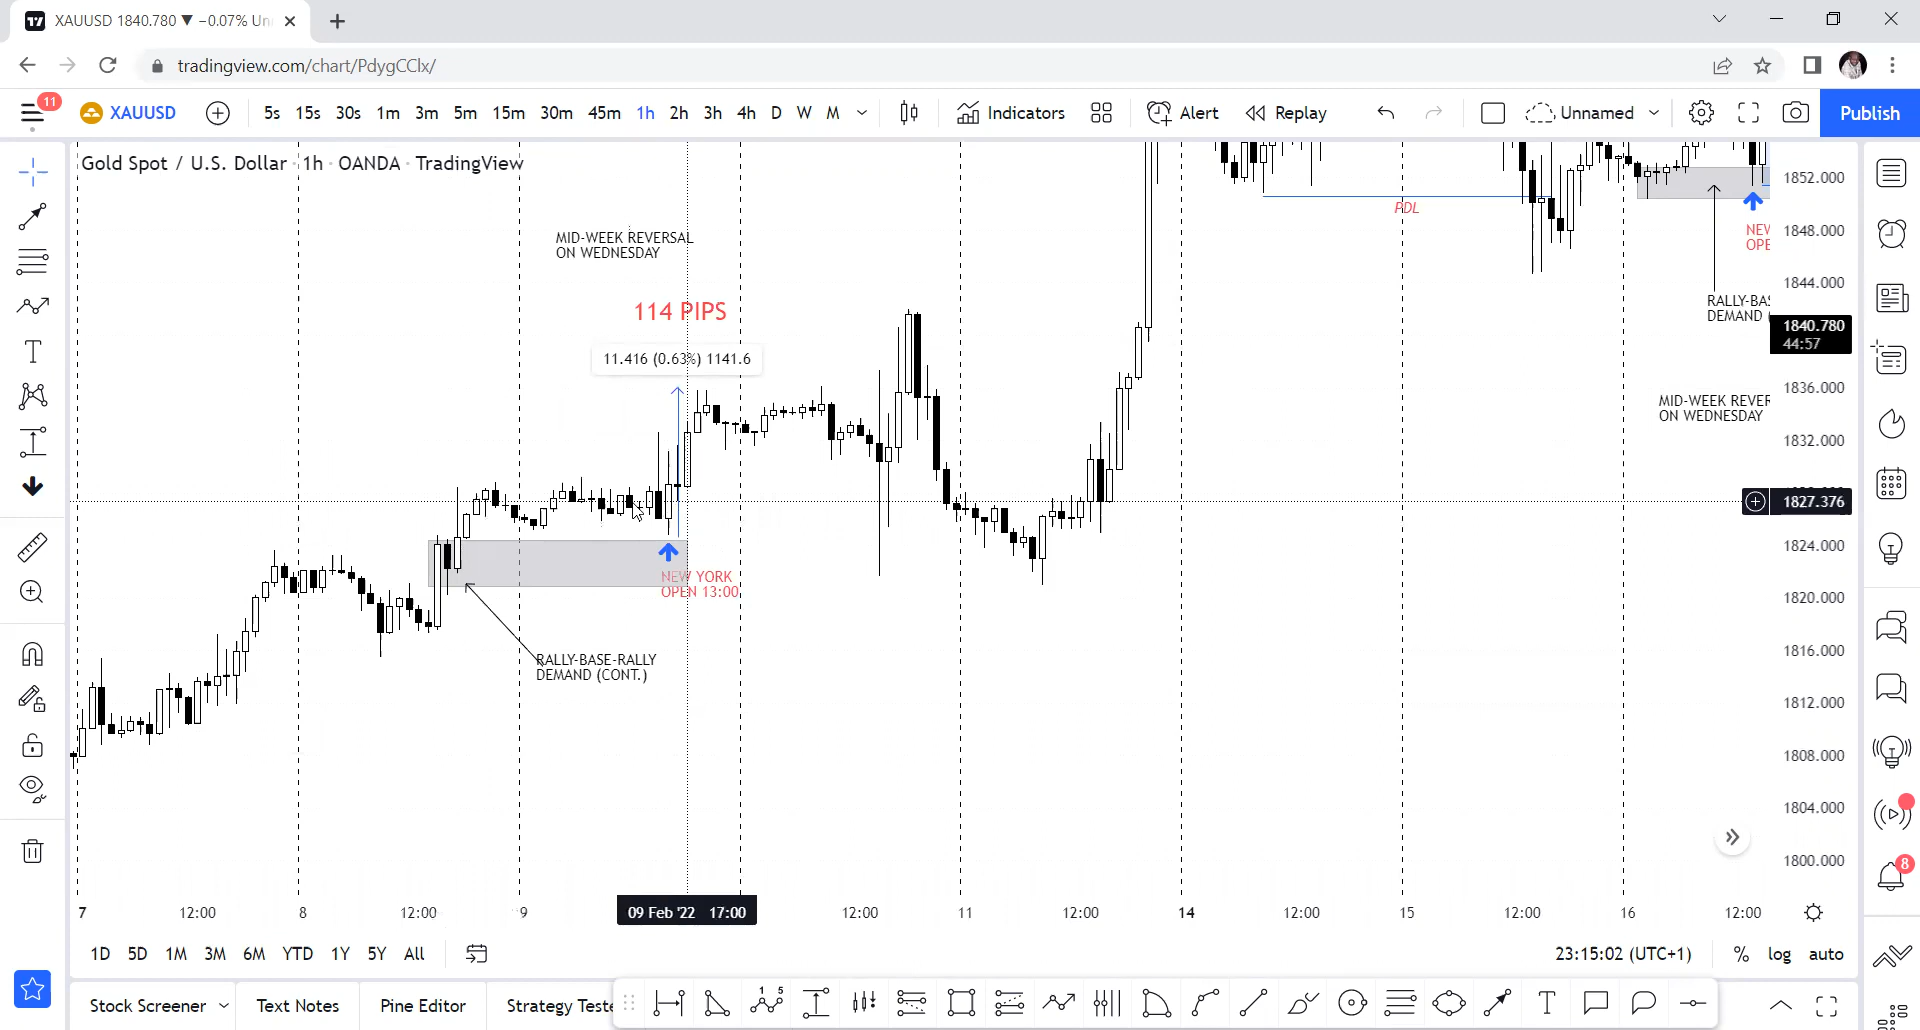 XAUUSD 1840.780 ▼ −0.07% Un
tradingview.com/chart/PdygCClx/
11
XAUUSD
5s 15s 30s 1m 3m 5m 15m 30m 45m 1h 2h 3h 4h D W M
Indicators
Alert
Replay
Unnamed
Publish
Gold Spot / U.S. Dollar · 1h · OANDA · TradingView
MID-WEEK REVERSAL
ON WEDNESDAY
114 PIPS
11.416 (0.63%) 1141.6
NEW YORK
OPEN 13:00
RALLY-BASE-RALLY
DEMAND (CONT.)
PDL
NEW
OPE
RALLY-BAS
DEMAND (
MID-WEEK REVER
ON WEDNESDAY
1852.000
1848.000
1844.000
1840.780
44:57
1836.000
1832.000
1827.376
1824.000
1820.000
1816.000
1812.000
1808.000
1804.000
1800.000
7 12:00 8 12:00 9 09 Feb '22 17:00 12:00 11 12:00 14 12:00 15 12:00 16 12:00
1D 5D 1M 3M 6M YTD 1Y 5Y All
23:15:02 (UTC+1) % log auto
8
Stock Screener Text Notes Pine Editor Strategy Teste